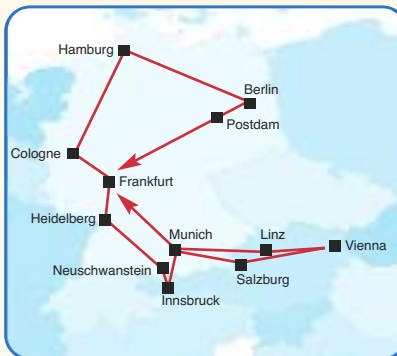 Hamburg
Berlin
Postdam
Cologne
Frankfurt
Heidelberg
Munich
Linz
Vienna
Neuschwanstein
Salzburg
Innsbruck